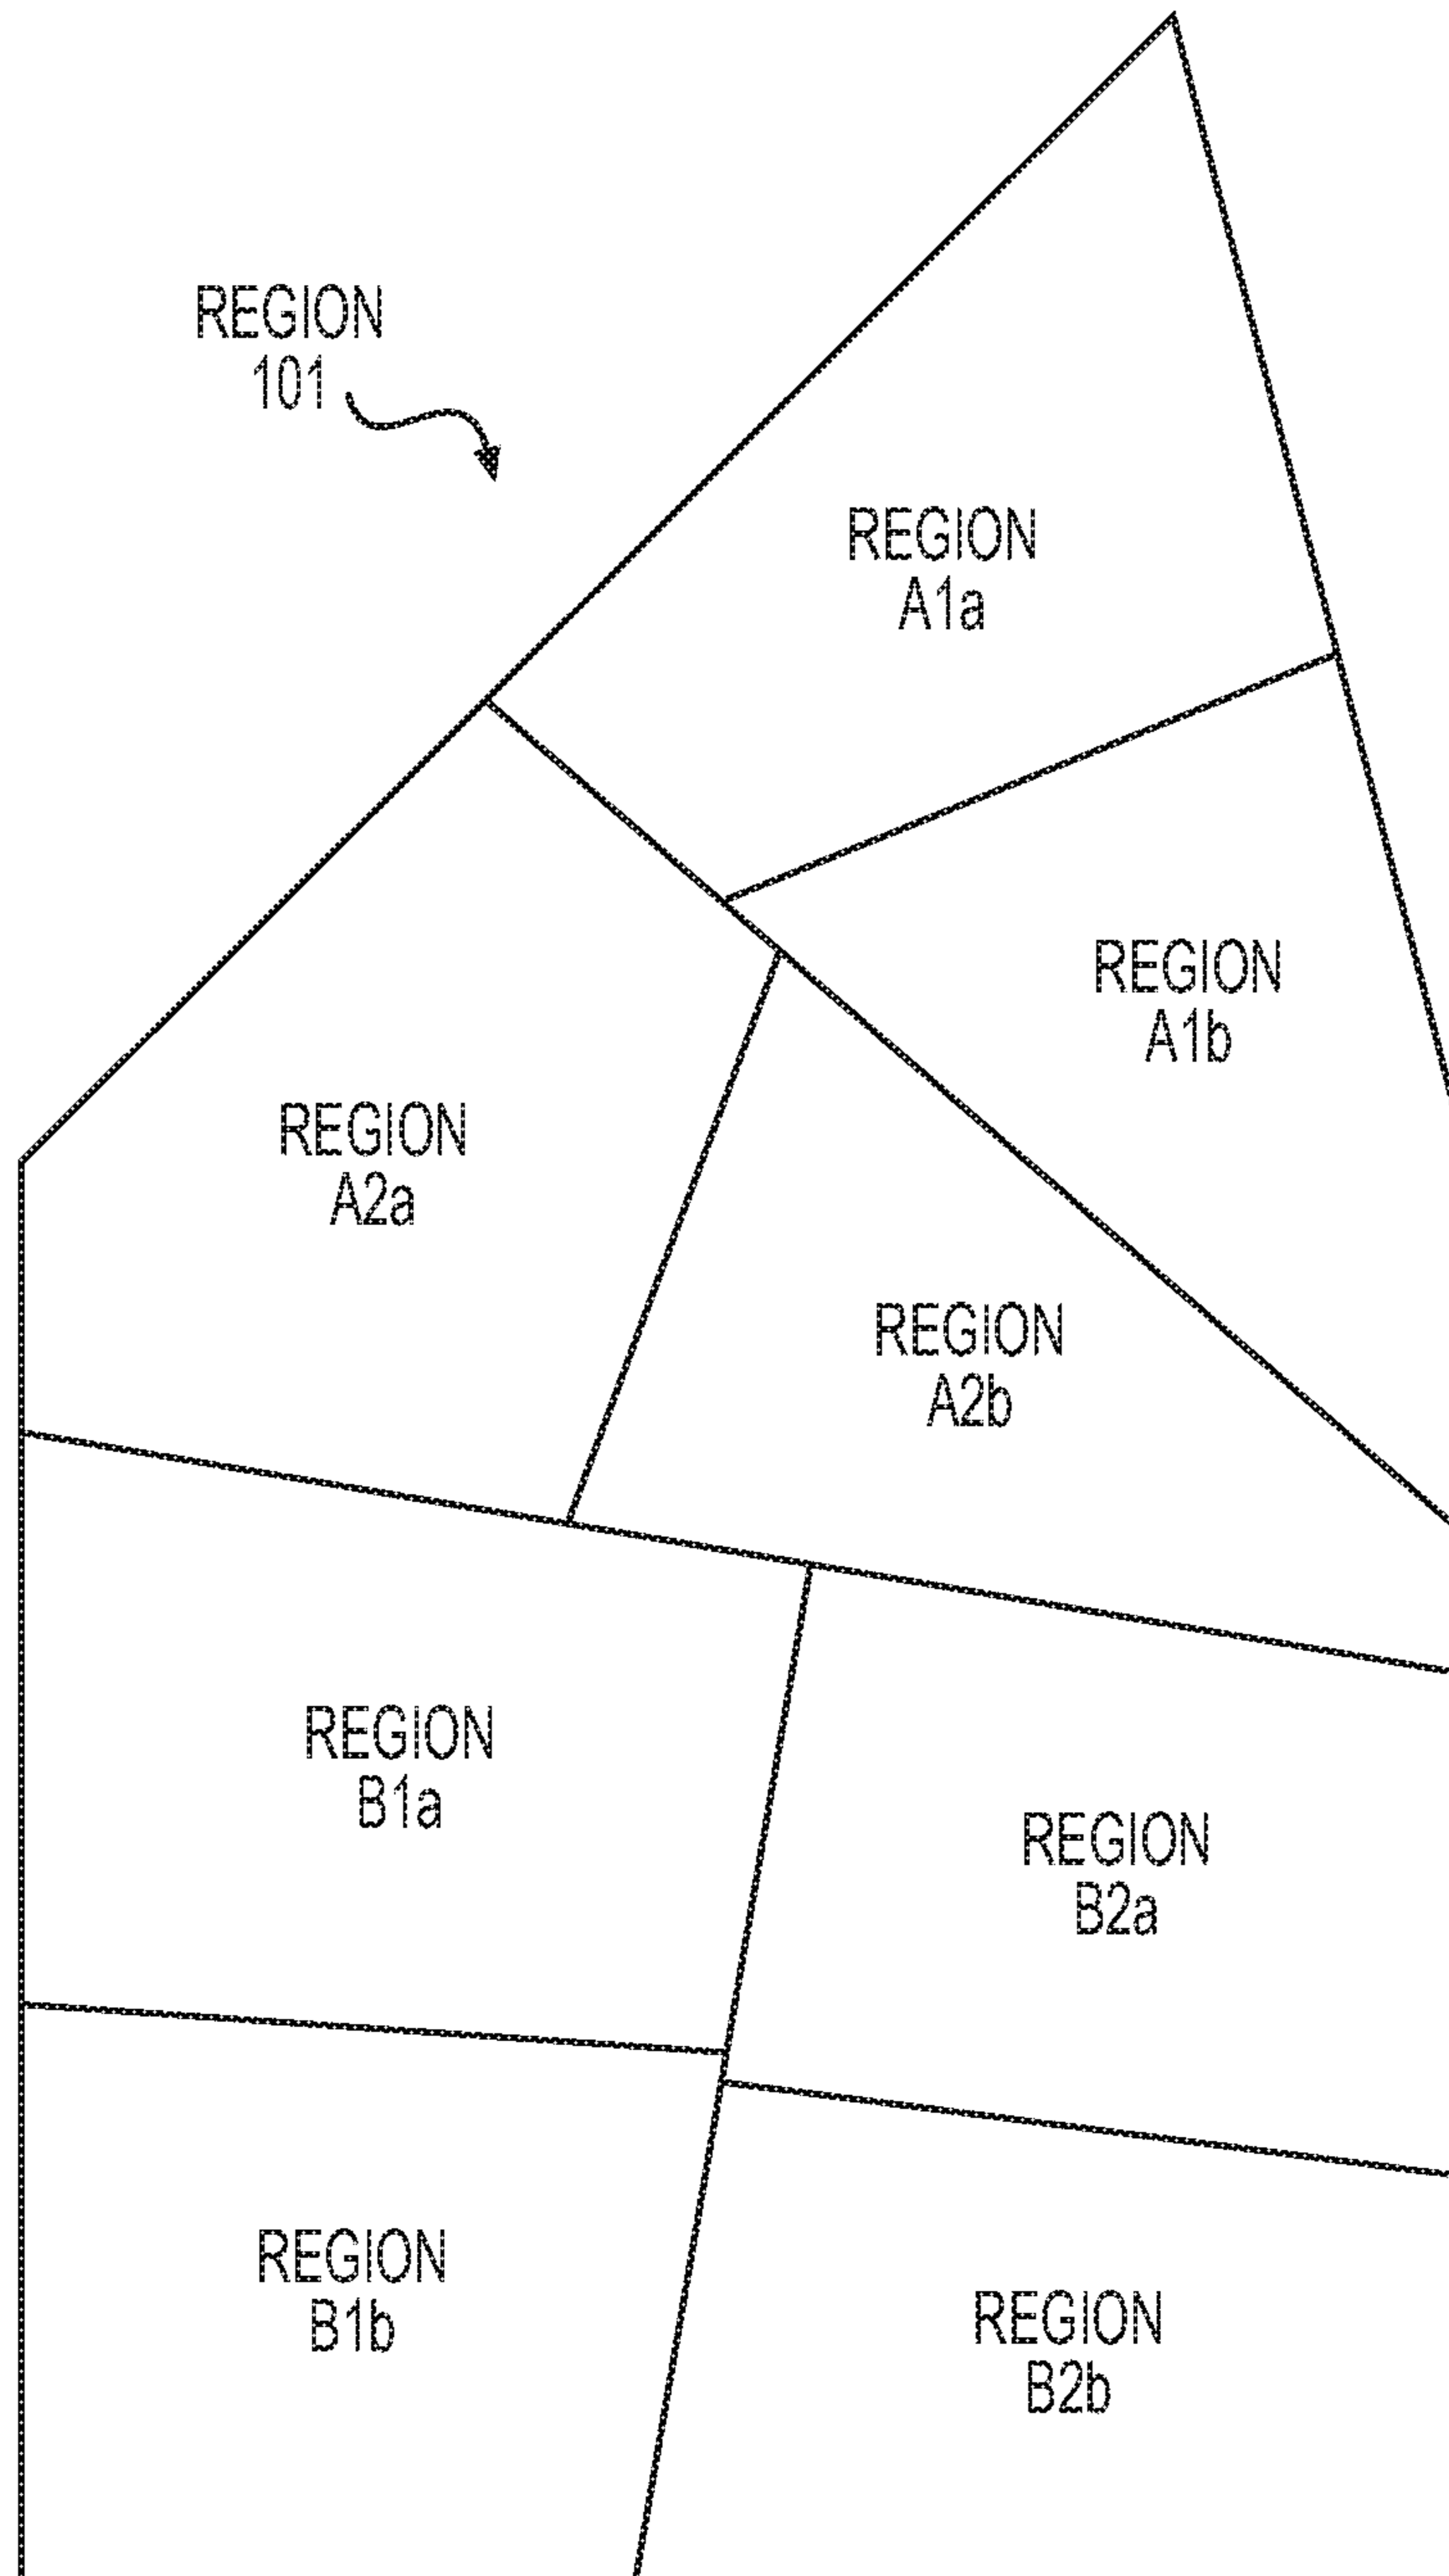 REGION
101
REGION
A1a
REGION
A1b
REGION
A2a
REGION
A2b
REGION
B1a
REGION
B2a
REGION
B1b
REGION
B2b